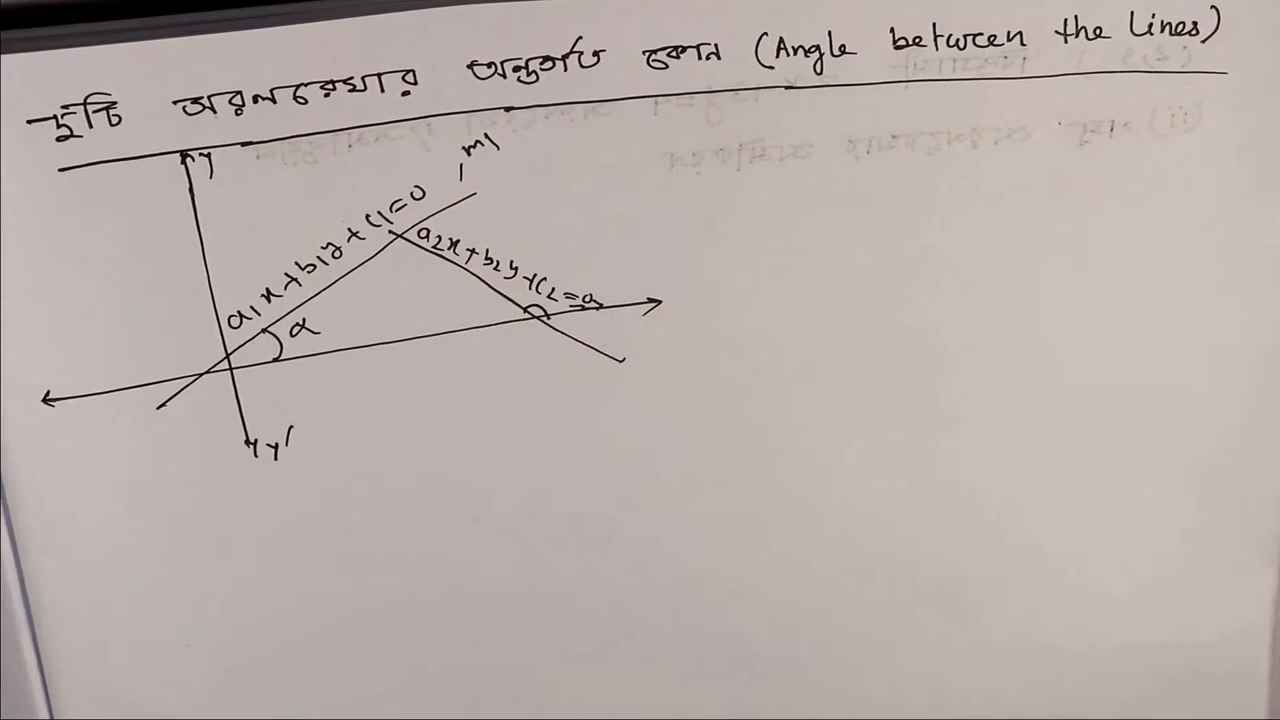 দুটি সরলরেখার অন্তর্গত কোন (Angle between the Lines)
y
m1
a1x+b1y+c1=0
a2x+b2y+c2=0
α
y'